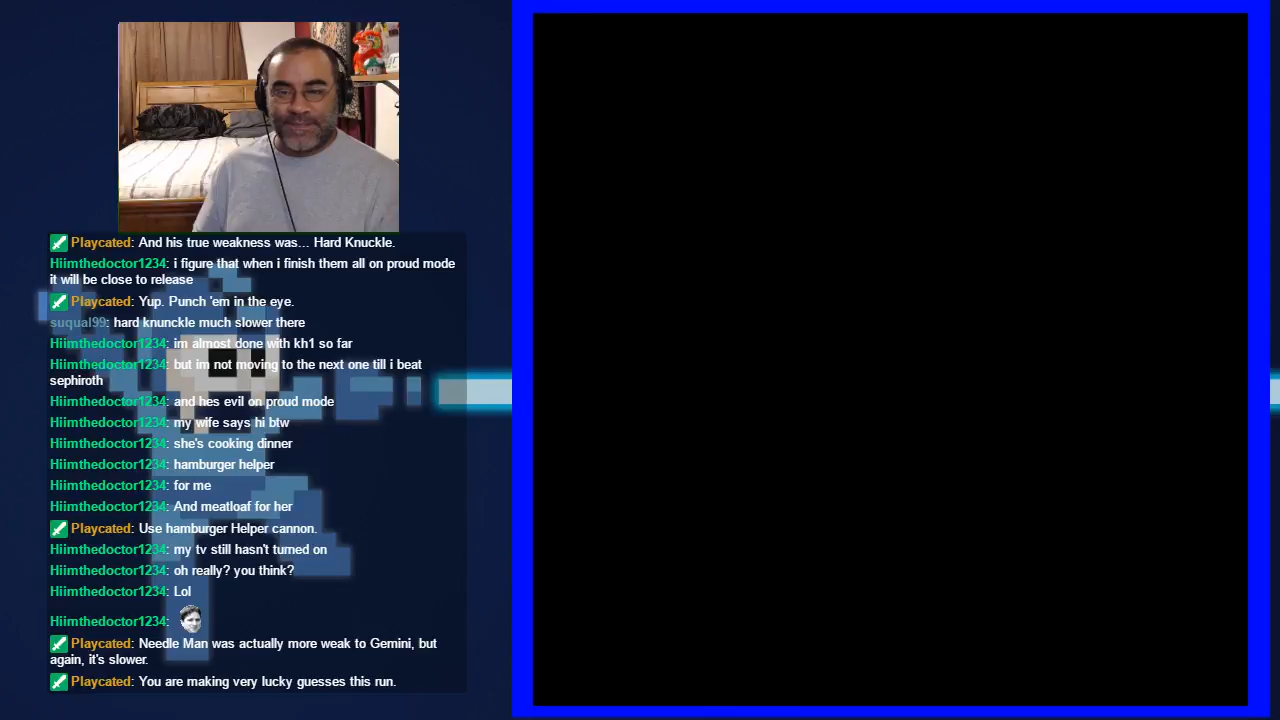 Playcated: And his true weakness was... Hard Knuckle.
Hiimthedoctor1234: i figure that when i finish them all on proud mode
it will be close to release
Playcated: Yup. Punch 'em in the eye.
suqual99: hard knunckle much slower there
Hiimthedoctor1234: im almost done with kh1 so far
Hiimthedoctor1234: but im not moving to the next one till i beat
sephiroth
Hiimthedoctor1234: and hes evil on proud mode
Hiimthedoctor1234: my wife says hi btw
Hiimthedoctor1234: she's cooking dinner
Hiimthedoctor1234: hamburger helper
Hiimthedoctor1234: for me
Hiimthedoctor1234: And meatloaf for her
Playcated: Use hamburger Helper cannon.
Hiimthedoctor1234: my tv still hasn't turned on
Hiimthedoctor1234: oh really? you think?
Hiimthedoctor1234: Lol
Hiimthedoctor1234:
Playcated: Needle Man was actually more weak to Gemini, but
again, it's slower.
Playcated: You are making very lucky guesses this run.